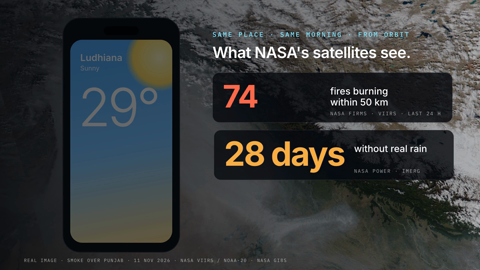 SAME PLACE · SAME MORNING · FROM ORBIT
What NASA's satellites see.
Ludhiana
Sunny
29°
74
fires burning
within 50 km
NASA FIRMS · VIIRS · LAST 24 H
28 days
without real rain
NASA POWER · IMERG
REAL IMAGE · SMOKE OVER PUNJAB · 11 NOV 2024 · NASA VIIRS / NOAA-20 · NASA GIBS